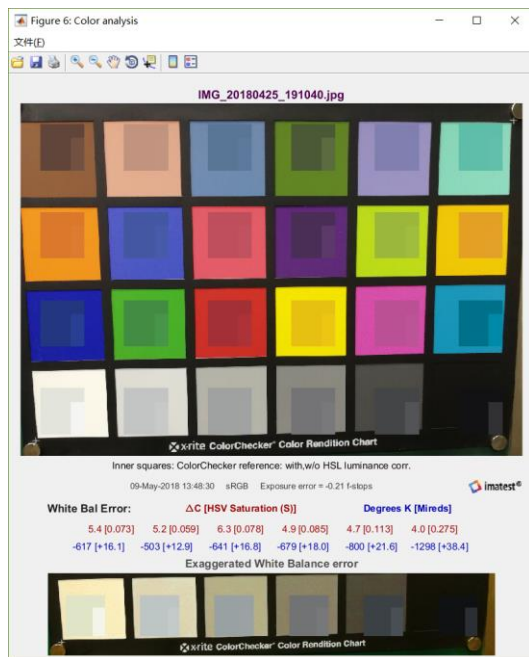 Figure 6: Color analysis
文件(F)
IMG_20180425_191040.jpg
x-rite ColorChecker® Color Rendition Chart
Inner squares: ColorChecker reference: with,w/o HSL luminance corr.
09-May-2018 13:48:30 sRGB Exposure error = -0.21 f-stops
imatest®
White Bal Error: ΔC [HSV Saturation (S)] Degrees K [Mireds]
5.4 [0.073] 5.2 [0.059] 6.3 [0.078] 4.9 [0.085] 4.7 [0.113] 4.0 [0.275]
-617 [+16.1] -503 [+12.9] -641 [+16.8] -679 [+18.0] -800 [+21.6] -1298 [+38.4]
Exaggerated White Balance error
x-rite ColorChecker® Color Rendition Chart